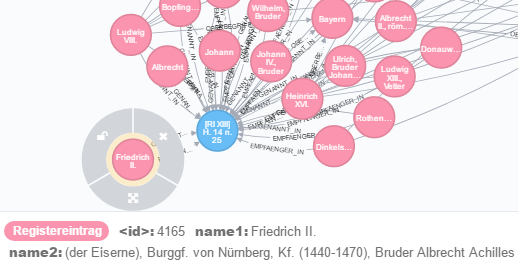 Bopfing...
Wilhelm,
Bruder
Ludwig
VIII.
Bayern
Albrecht
II., röm....
Johann
Donauw...
Albrecht
Johann
IV.,
Bruder
Ulrich,
Bruder
Johan...
Ludwig
XIII.,
Vetter
Heinrich
XVI.
[RI XIII]
H. 14 n.
25
Rothen...
EMPFAENGER_IN
Dinkels...
Friedrich
II.
Registereintrag <id>: 4165 name1: Friedrich II.
name2: (der Eiserne), Burggf. von Nürnberg, Kf. (1440-1470), Bruder Albrecht Achilles